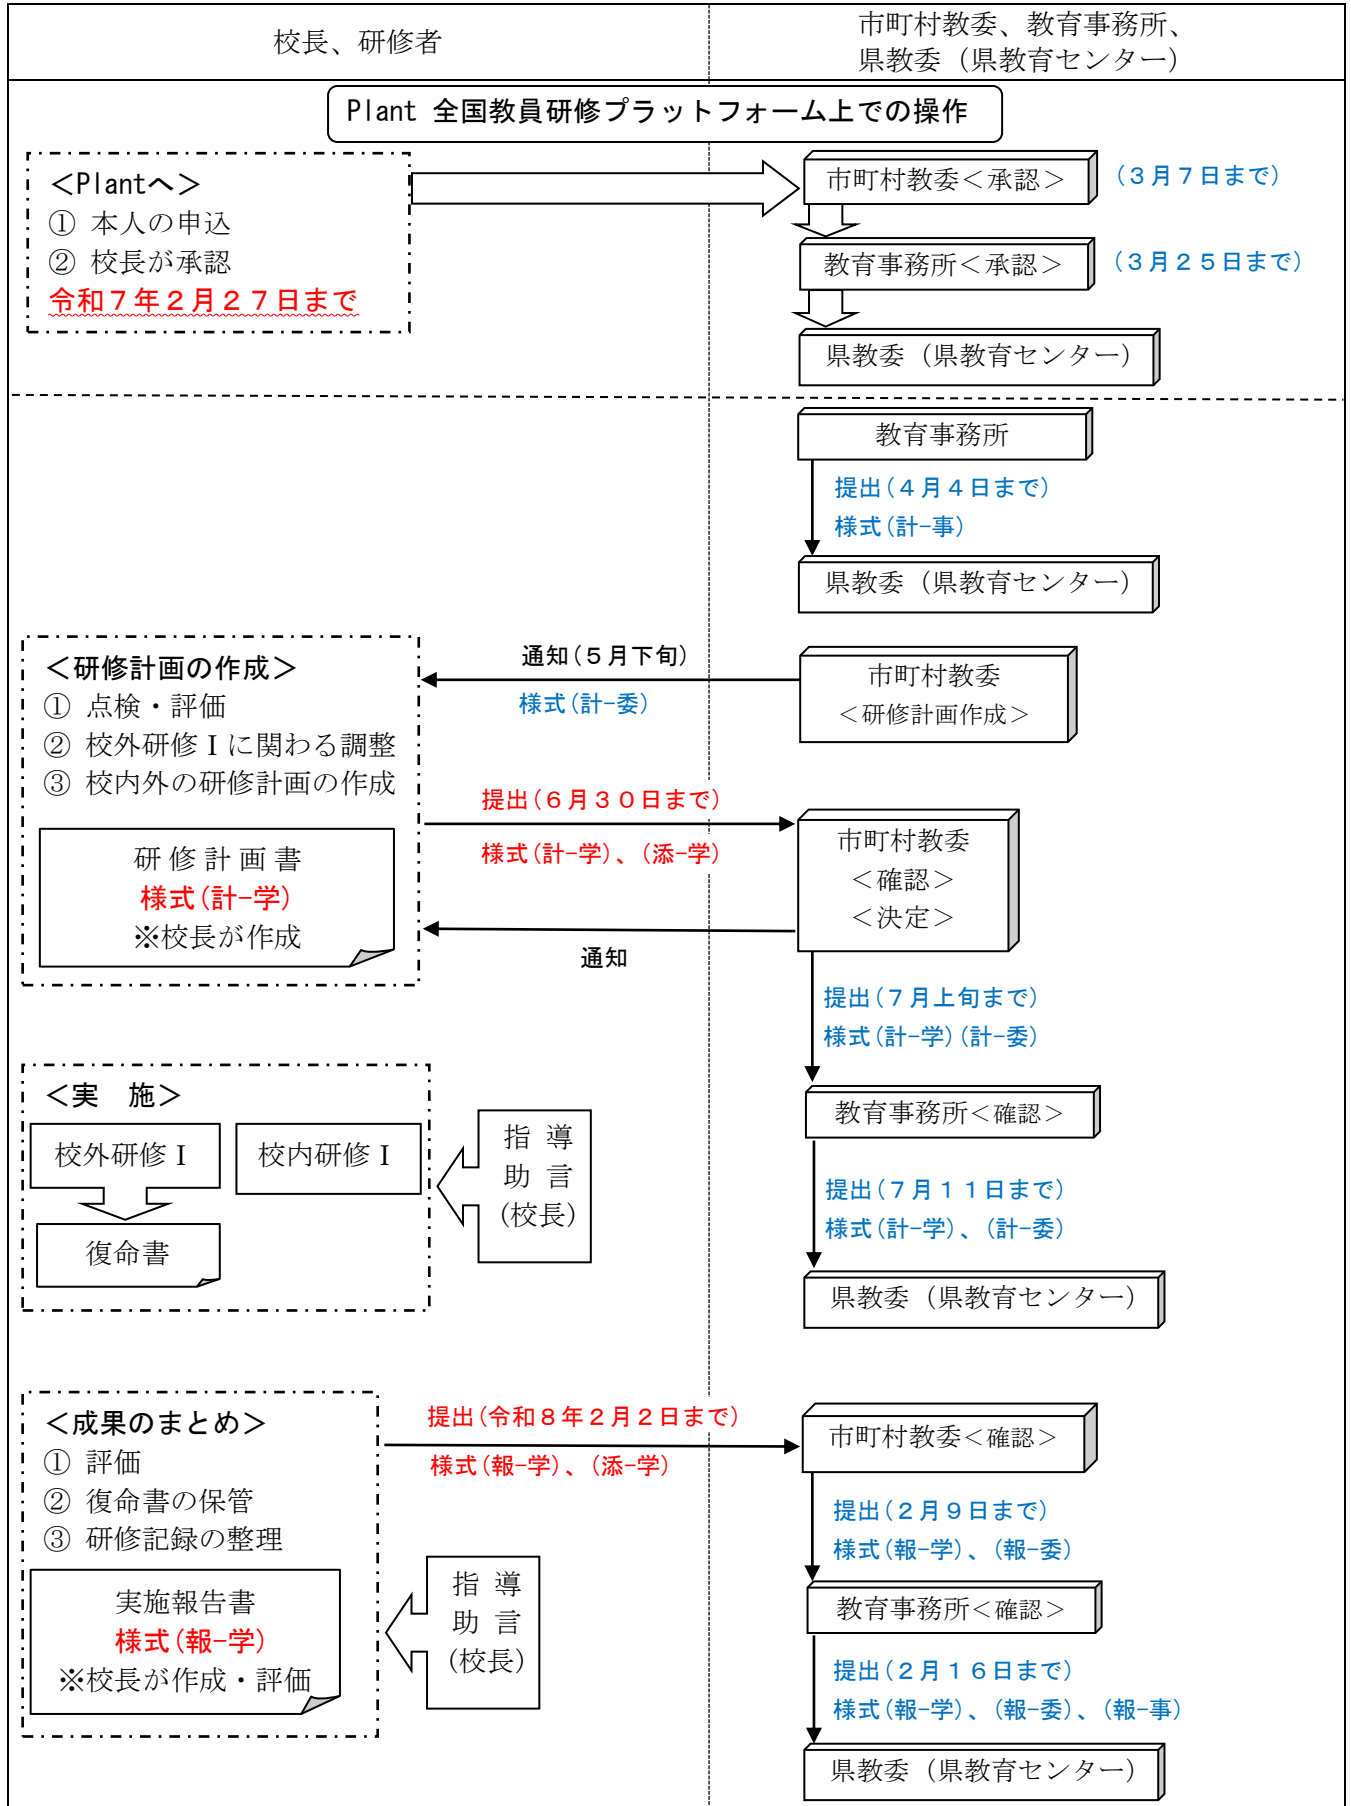 校長、研修者
市町村教委、教育事務所、
県教委（県教育センター）
Plant 全国教員研修プラットフォーム上での操作
＜Plantへ＞
① 本人の申込
② 校長が承認
令和７年２月２７日まで
市町村教委＜承認＞
(３月７日まで)
教育事務所＜承認＞
(３月２５日まで)
県教委（県教育センター）
教育事務所
提出(４月４日まで)
様式(計-事)
県教委（県教育センター）
＜研修計画の作成＞
① 点検・評価
② 校外研修Ⅰに関わる調整
③ 校内外の研修計画の作成
研修計画書
様式(計-学)
※校長が作成
通知(５月下旬)
様式(計-委)
市町村教委
＜研修計画作成＞
提出(６月３０日まで)
様式(計-学)、(添-学)
市町村教委
＜確認＞
＜決定＞
通知
提出(７月上旬まで)
様式(計-学)(計-委)
教育事務所＜確認＞
提出(７月１１日まで)
様式(計-学)、(計-委)
県教委（県教育センター）
＜実　施＞
校外研修Ⅰ
校内研修Ⅰ
復命書
指 導
助 言
(校長)
＜成果のまとめ＞
① 評価
② 復命書の保管
③ 研修記録の整理
実施報告書
様式(報-学)
※校長が作成・評価
指 導
助 言
(校長)
提出(令和８年２月２日まで)
様式(報-学)、(添-学)
市町村教委＜確認＞
提出(２月９日まで)
様式(報-学)、(報-委)
教育事務所＜確認＞
提出(２月１６日まで)
様式(報-学)、(報-委)、(報-事)
県教委（県教育センター）